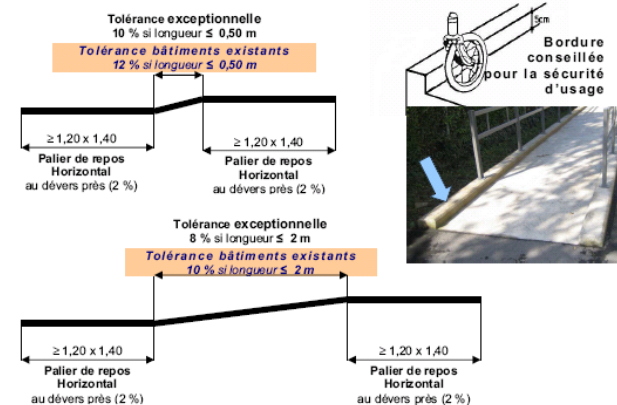 Tolérance exceptionnelle
10 % si longueur ≤ 0,50 m
Tolérance bâtiments existants
12 % si longueur ≤ 0,50 m
≥ 1,20 x 1,40
Palier de repos
Horizontal
au dévers près (2 %)
≥ 1,20 x 1,40
Palier de repos
Horizontal
au dévers près (2 %)
5cm
Bordure
conseillée
pour la sécurité
d'usage
Tolérance exceptionnelle
8 % si longueur ≤ 2 m
Tolérance bâtiments existants
10 % si longueur ≤ 2 m
≥ 1,20 x 1,40
Palier de repos
Horizontal
au dévers près (2 %)
≥ 1,20 x 1,40
Palier de repos
Horizontal
au dévers près (2 %)